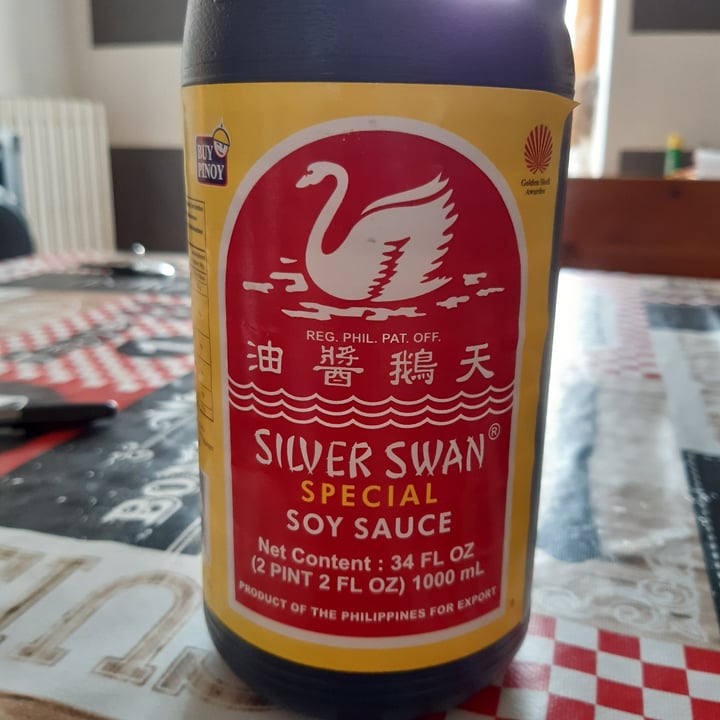 BUY
PINOY
Golden Shell
Awardee
REG. PHIL. PAT. OFF.
油 醬 鵝 天
SILVER SWAN®
SPECIAL
SOY SAUCE
Net Content : 34 FL OZ
(2 PINT 2 FL OZ) 1000 mL
PRODUCT OF THE PHILIPPINES FOR EXPORT